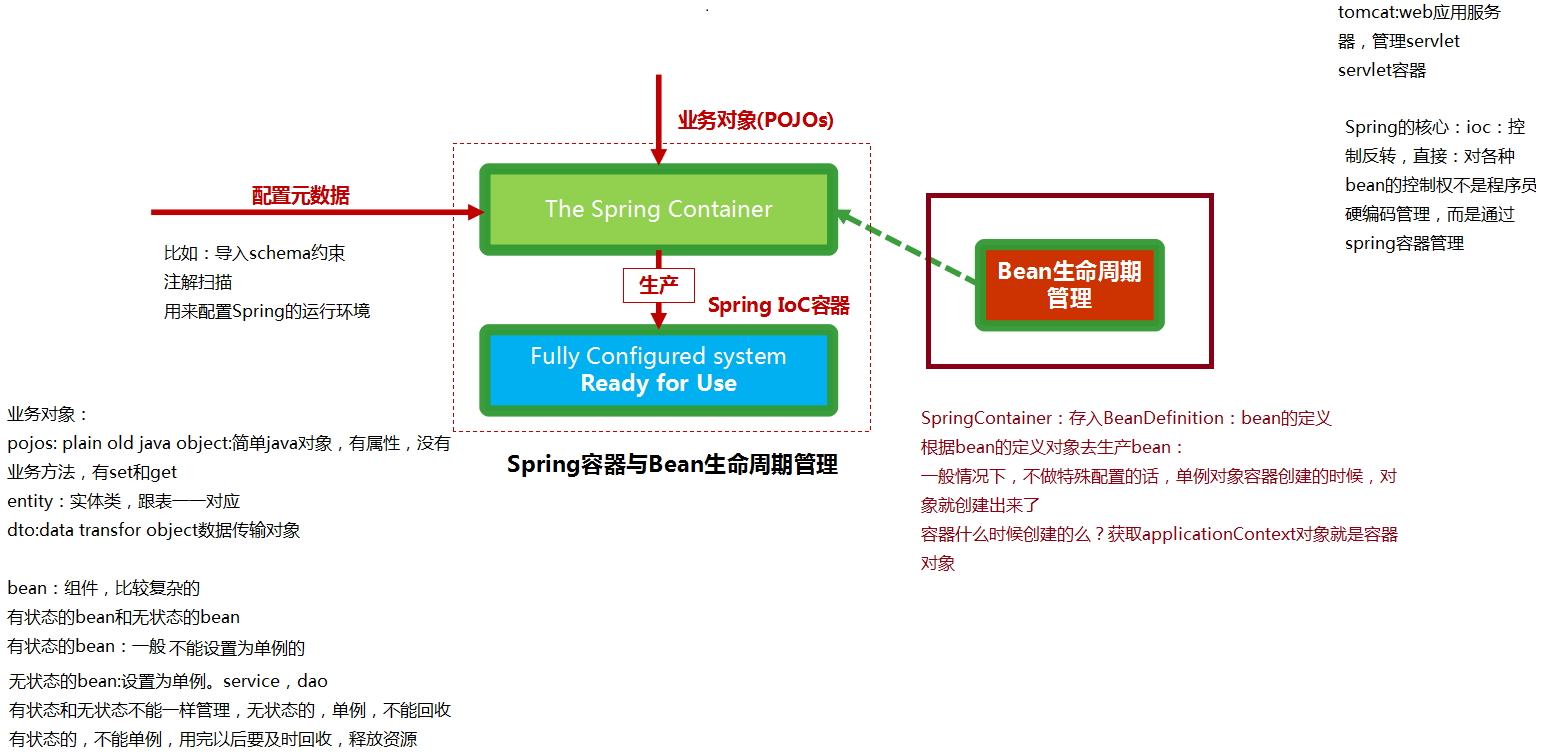 tomcat:web应用服务
器，管理servlet
servlet容器
业务对象(POJOs)
Spring的核心：ioc：控
制反转，直接：对各种
bean的控制权不是程序员
硬编码管理，而是通过
spring容器管理
配置元数据
The Spring Container
比如：导入schema约束
注解扫描
用来配置Spring的运行环境
生产
Spring IoC容器
Bean生命周期
管理
Fully Configured system
Ready for Use
Spring容器与Bean生命周期管理
业务对象：
pojos: plain old java object:简单java对象，有属性，没有
业务方法，有set和get
entity：实体类，跟表一一对应
dto:data transfor object数据传输对象
bean：组件，比较复杂的
有状态的bean和无状态的bean
有状态的bean：一般 不能设置为单例的
无状态的bean:设置为单例。service，dao
有状态和无状态不能一样管理，无状态的，单例，不能回收
有状态的，不能单例，用完以后要及时回收，释放资源
SpringContainer：存入BeanDefinition：bean的定义
根据bean的定义对象去生产bean：
一般情况下，不做特殊配置的话，单例对象容器创建的时候，对
象就创建出来了
容器什么时候创建的么？获取applicationContext对象就是容器
对象